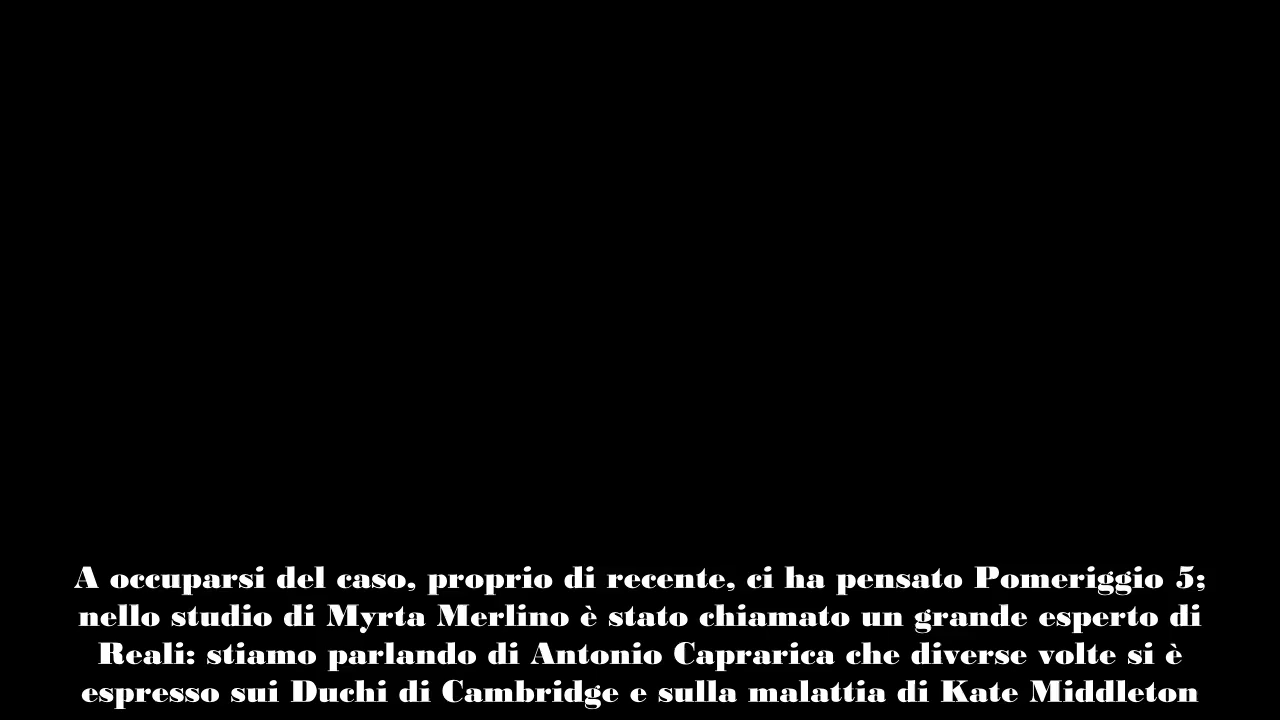 A occuparsi del caso, proprio di recente, ci ha pensato Pomeriggio 5;
nello studio di Myrta Merlino è stato chiamato un grande esperto di
Reali: stiamo parlando di Antonio Caprarica che diverse volte si è
espresso sui Duchi di Cambridge e sulla malattia di Kate Middleton